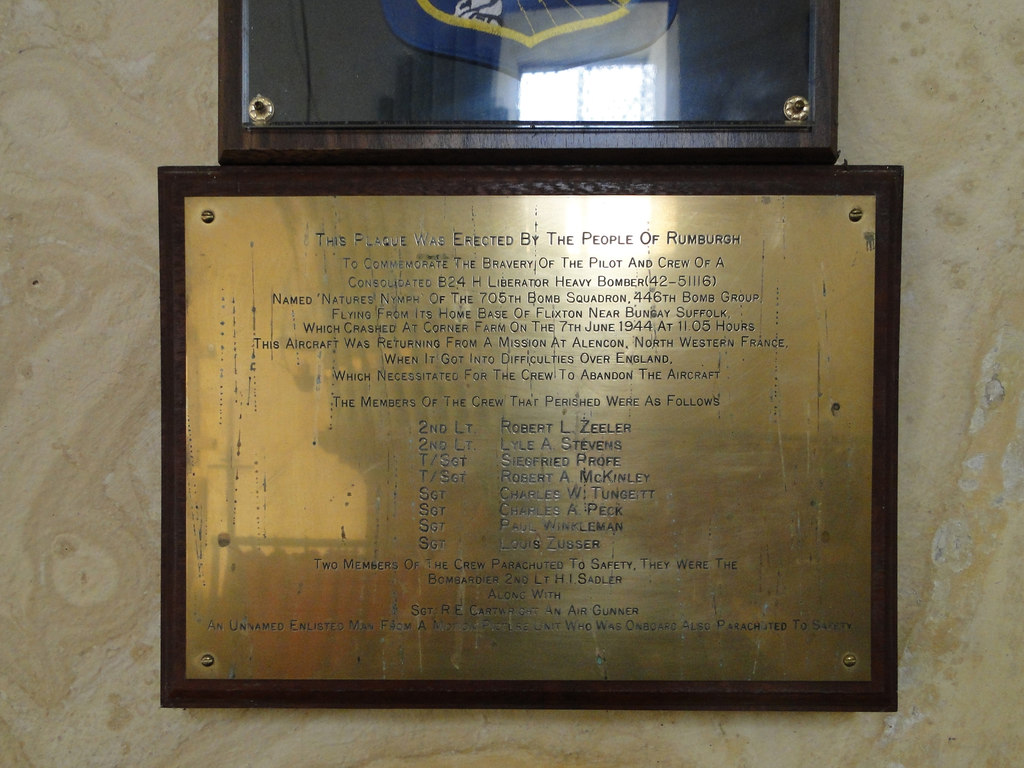 This Plaque Was Erected By The People Of Rumburgh
To Commemorate The Bravery Of The Pilot And Crew Of A
Consolidated B24 H Liberator Heavy Bomber(42-51116)
Named 'Natures Nymph' Of The 705th Bomb Squadron, 446th Bomb Group,
Flying From Its Home Base Of Flixton Near Bungay Suffolk,
Which Crashed At Corner Farm On The 7th June 1944, At 11.05 Hours
This Aircraft Was Returning From A Mission At Alencon, North Western France,
When It Got Into Difficulties Over England,
Which Necessitated For The Crew To Abandon The Aircraft
The Members Of The Crew That Perished Were As Follows
2nd Lt. Robert L. Zeeler
2nd Lt. Lyle A. Stevens
T/Sgt Siegfried Profe
T/Sgt Robert A. McKinley
Sgt Charles W. Tungeitt
Sgt Charles A. Peck
Sgt Paul Winkleman
Sgt Louis Zusser
Two Members Of The Crew Parachuted To Safety, They Were The
Bombardier 2nd Lt H.I. Sadler
Along With
Sgt. R.E. Cartwright An Air Gunner
An Unnamed Enlisted Man From A Motion Picture Unit Who Was Onboard Also Parachuted To Safety.